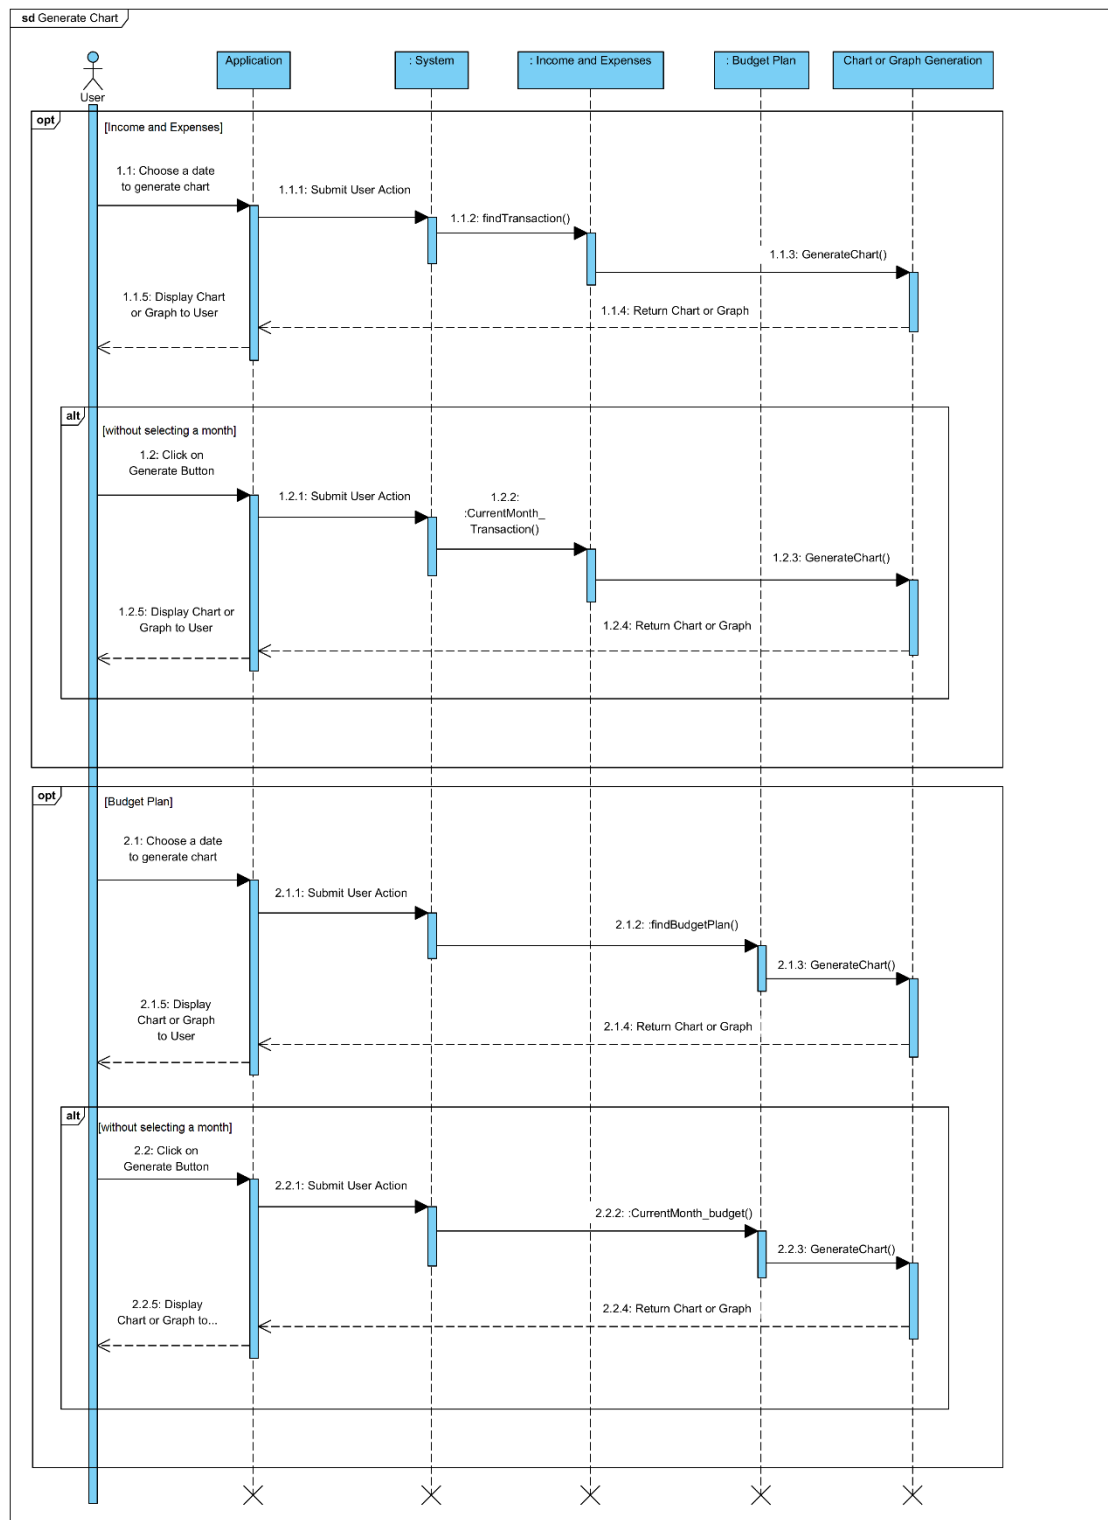 sd Generate Chart
User
Application
: System
: Income and Expenses
: Budget Plan
Chart or Graph Generation
opt
[Income and Expenses]
1.1: Choose a date
to generate chart
1.1.1: Submit User Action
1.1.2: findTransaction()
1.1.3: GenerateChart()
1.1.5: Display Chart
or Graph to User
1.1.4: Return Chart or Graph
alt
[without selecting a month]
1.2: Click on
Generate Button
1.2.1: Submit User Action
1.2.2:
:CurrentMonth_
Transaction()
1.2.3: GenerateChart()
1.2.5: Display Chart or
Graph to User
1.2.4: Return Chart or Graph
opt
[Budget Plan]
2.1: Choose a date
to generate chart
2.1.1: Submit User Action
2.1.2: :findBudgetPlan()
2.1.3: GenerateChart()
2.1.5: Display
Chart or Graph
to User
2.1.4: Return Chart or Graph
alt
[without selecting a month]
2.2: Click on
Generate Button
2.2.1: Submit User Action
2.2.2: :CurrentMonth_budget()
2.2.3: GenerateChart()
2.2.5: Display
Chart or Graph to...
2.2.4: Return Chart or Graph